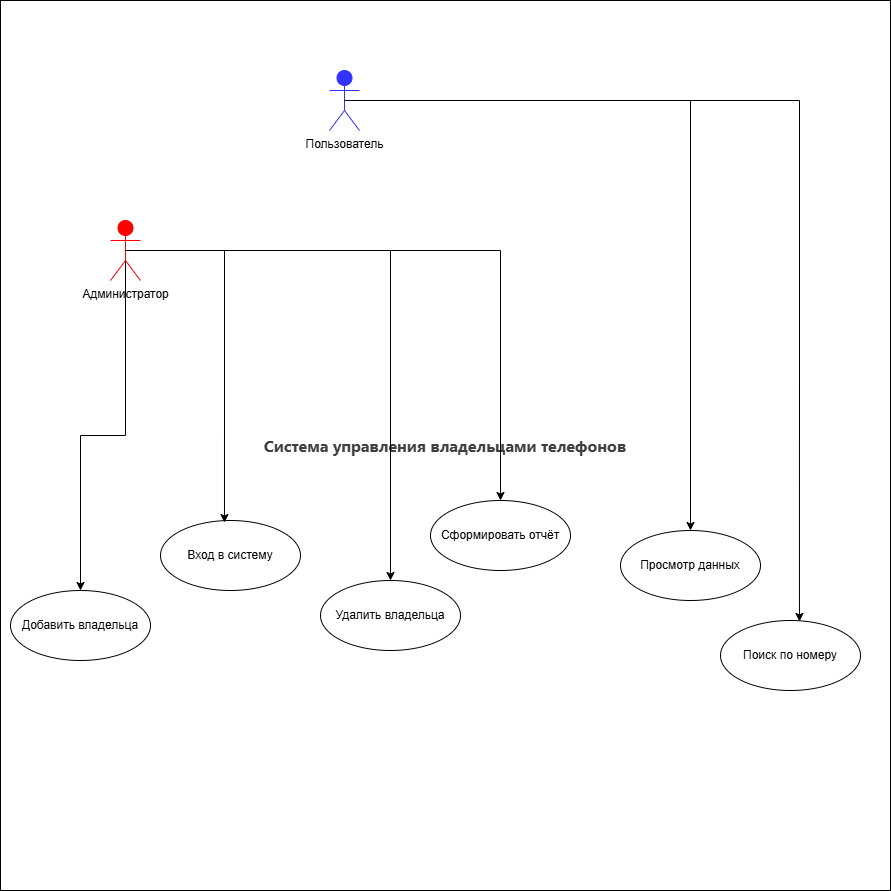 Пользователь
Администратор
Система управления владельцами телефонов
Сформировать отчёт
Вход в систему
Просмотр данных
Удалить владельца
Добавить владельца
Поиск по номеру